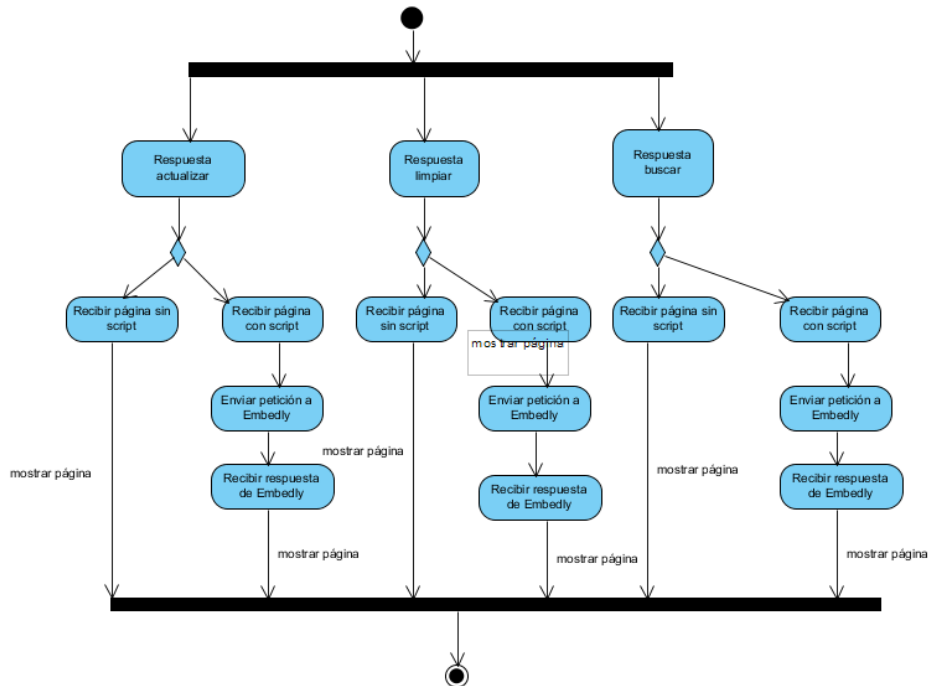 Respuesta
actualizar
Respuesta
limpiar
Respuesta
buscar
Recibir página sin
script
Recibir página
con script
Recibir página
sin script
Recibir página
con script
Recibir página sin
script
Recibir página
con script
mostrar página
Enviar petición a
Embedly
Enviar petición a
Embedly
Enviar petición a
Embedly
mostrar página
mostrar página
mostrar página
Recibir respuesta
de Embedly
Recibir respuesta
de Embedly
Recibir respuesta
de Embedly
mostrar página
mostrar página
mostrar página